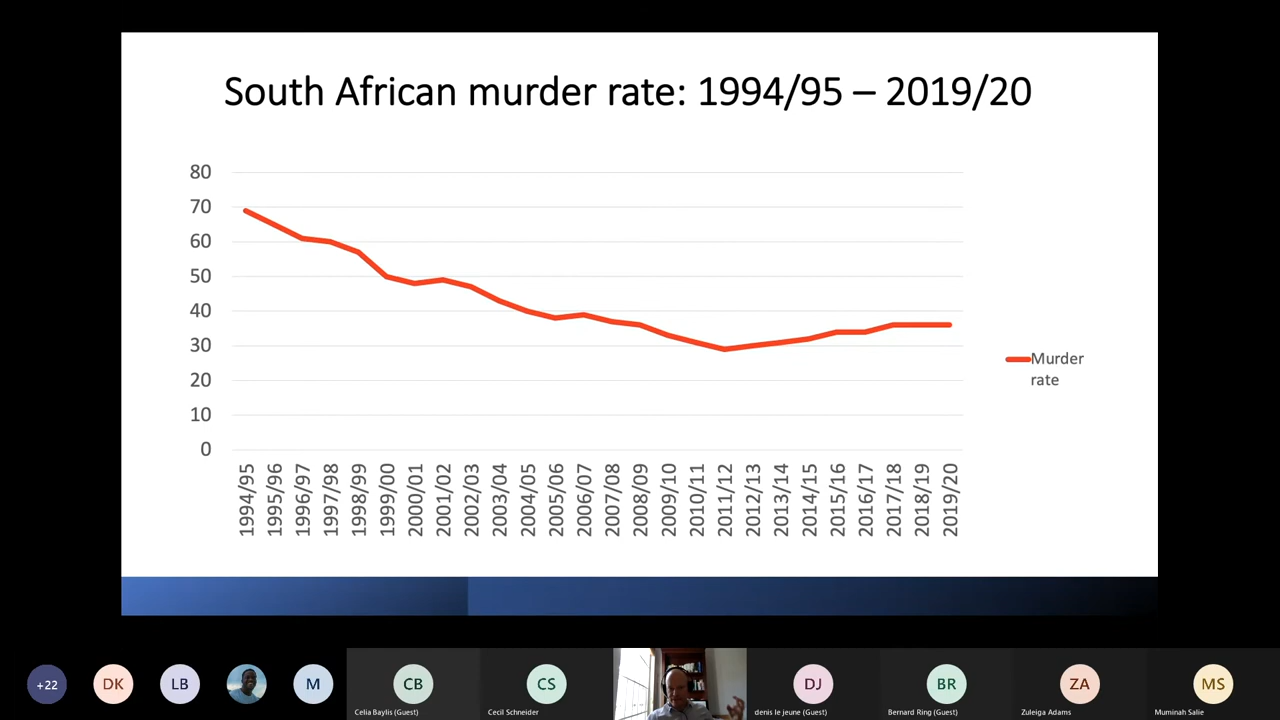 South African murder rate: 1994/95 – 2019/20
80
70
60
50
40
30
20
10
0
1994/95
1995/96
1996/97
1997/98
1998/99
1999/00
2000/01
2001/02
2002/03
2003/04
2004/05
2005/06
2006/07
2007/08
2008/09
2009/10
2010/11
2011/12
2012/13
2013/14
2014/15
2015/16
2016/17
2017/18
2018/19
2019/20
Murder
rate
+22
DK
LB
M
CB
CS
DJ
BR
ZA
MS
Celia Baylis (Guest)
Cecil Schneider
denis le jeune (Guest)
Bernard Ring (Guest)
Zuleiga Adams
Muminah Salie